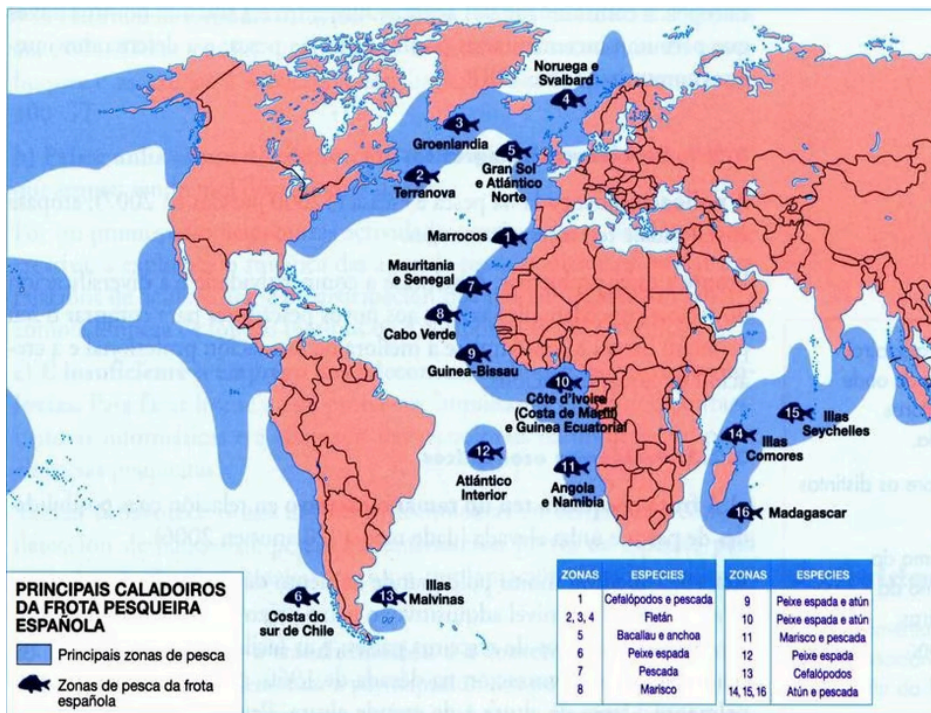 Noruega e
Svalbard
4
3
Groenlandia
5
Gran Sol
e Atlántico
Norte
2
Terranova
Marrocos
1
Mauritania
e Senegal
7
8
Cabo Verde
9
Guinea-Bissau
10
Côte d'Ivoire
(Costa de Marfil)
e Guinea Ecuatorial
15
Illas
Seychelles
14
Illas
Comores
12
Atlántico
Interior
11
Angola
e Namibia
16
Madagascar
6
Costa do
sur de Chile
13
Illas
Malvinas
PRINCIPAIS CALADOIROS
DA FROTA PESQUEIRA
ESPAÑOLA
Principais zonas de pesca
Zonas de pesca da frota
española
ZONAS ESPECIES ZONAS ESPECIES
1 Cefalópodos e pescada 9 Peixe espada e atún
2, 3, 4 Fletán 10 Peixe espada e atún
5 Bacallau e anchoa 11 Marisco e pescada
6 Peixe espada 12 Peixe espada
7 Pescada 13 Cefalópodos
8 Marisco 14, 15, 16 Atún e pescada